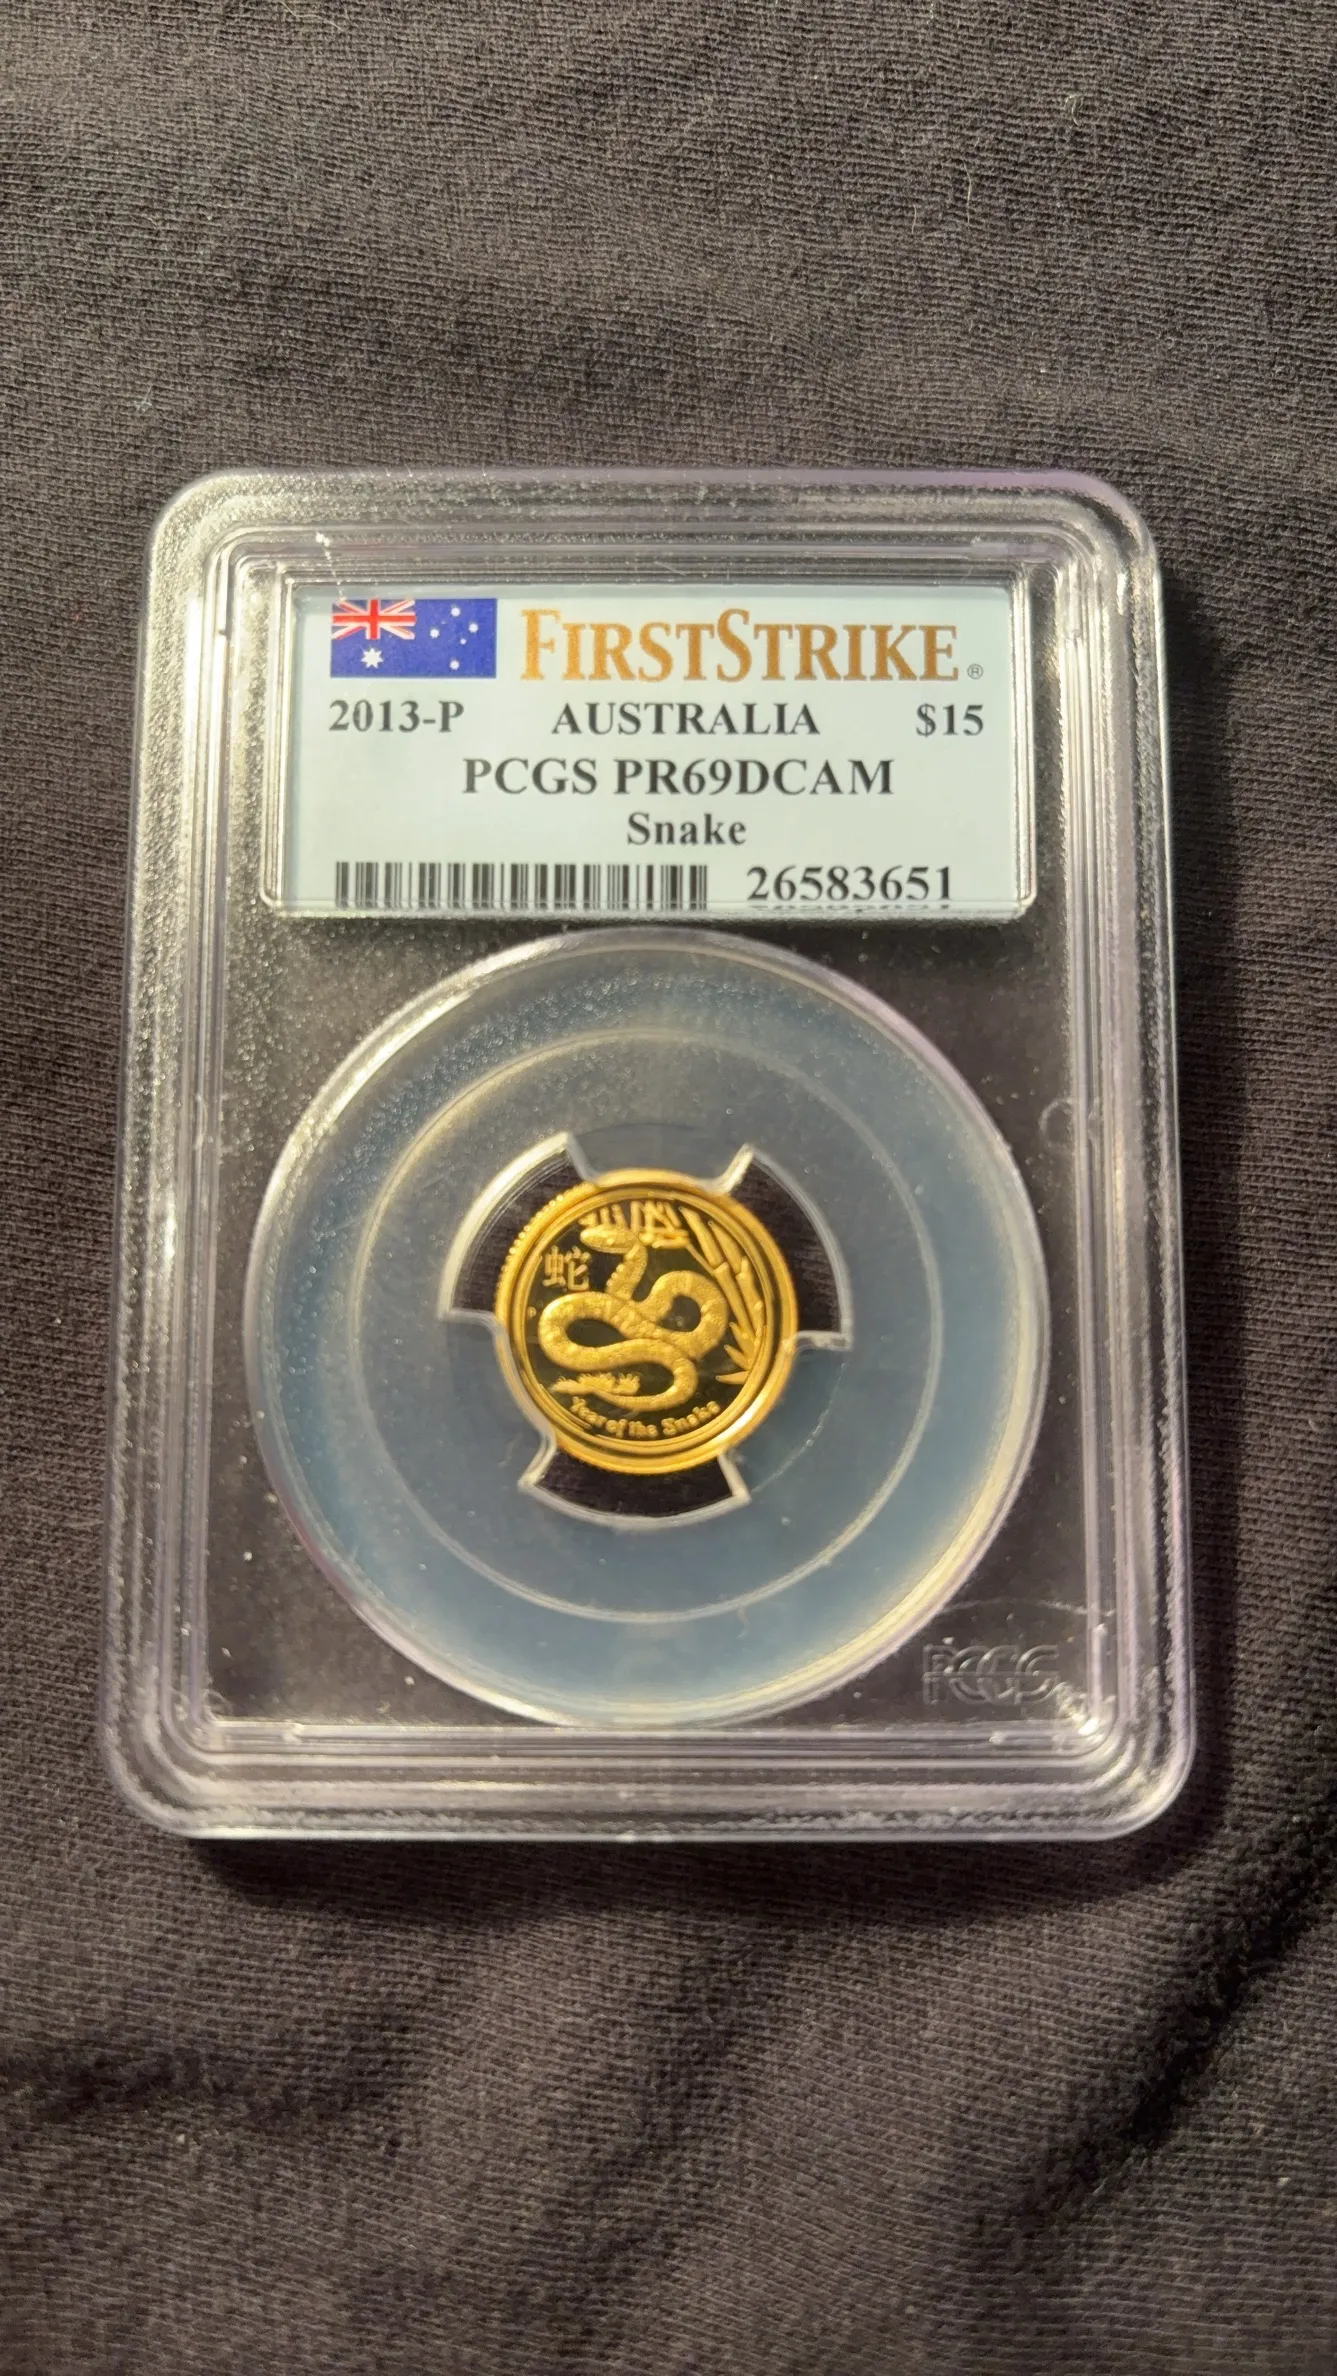 FIRSTSTRIKE®
2013-P AUSTRALIA $15
PCGS PR69DCAM
Snake
26583651
蛇
P
Year of the Snake
PCGS